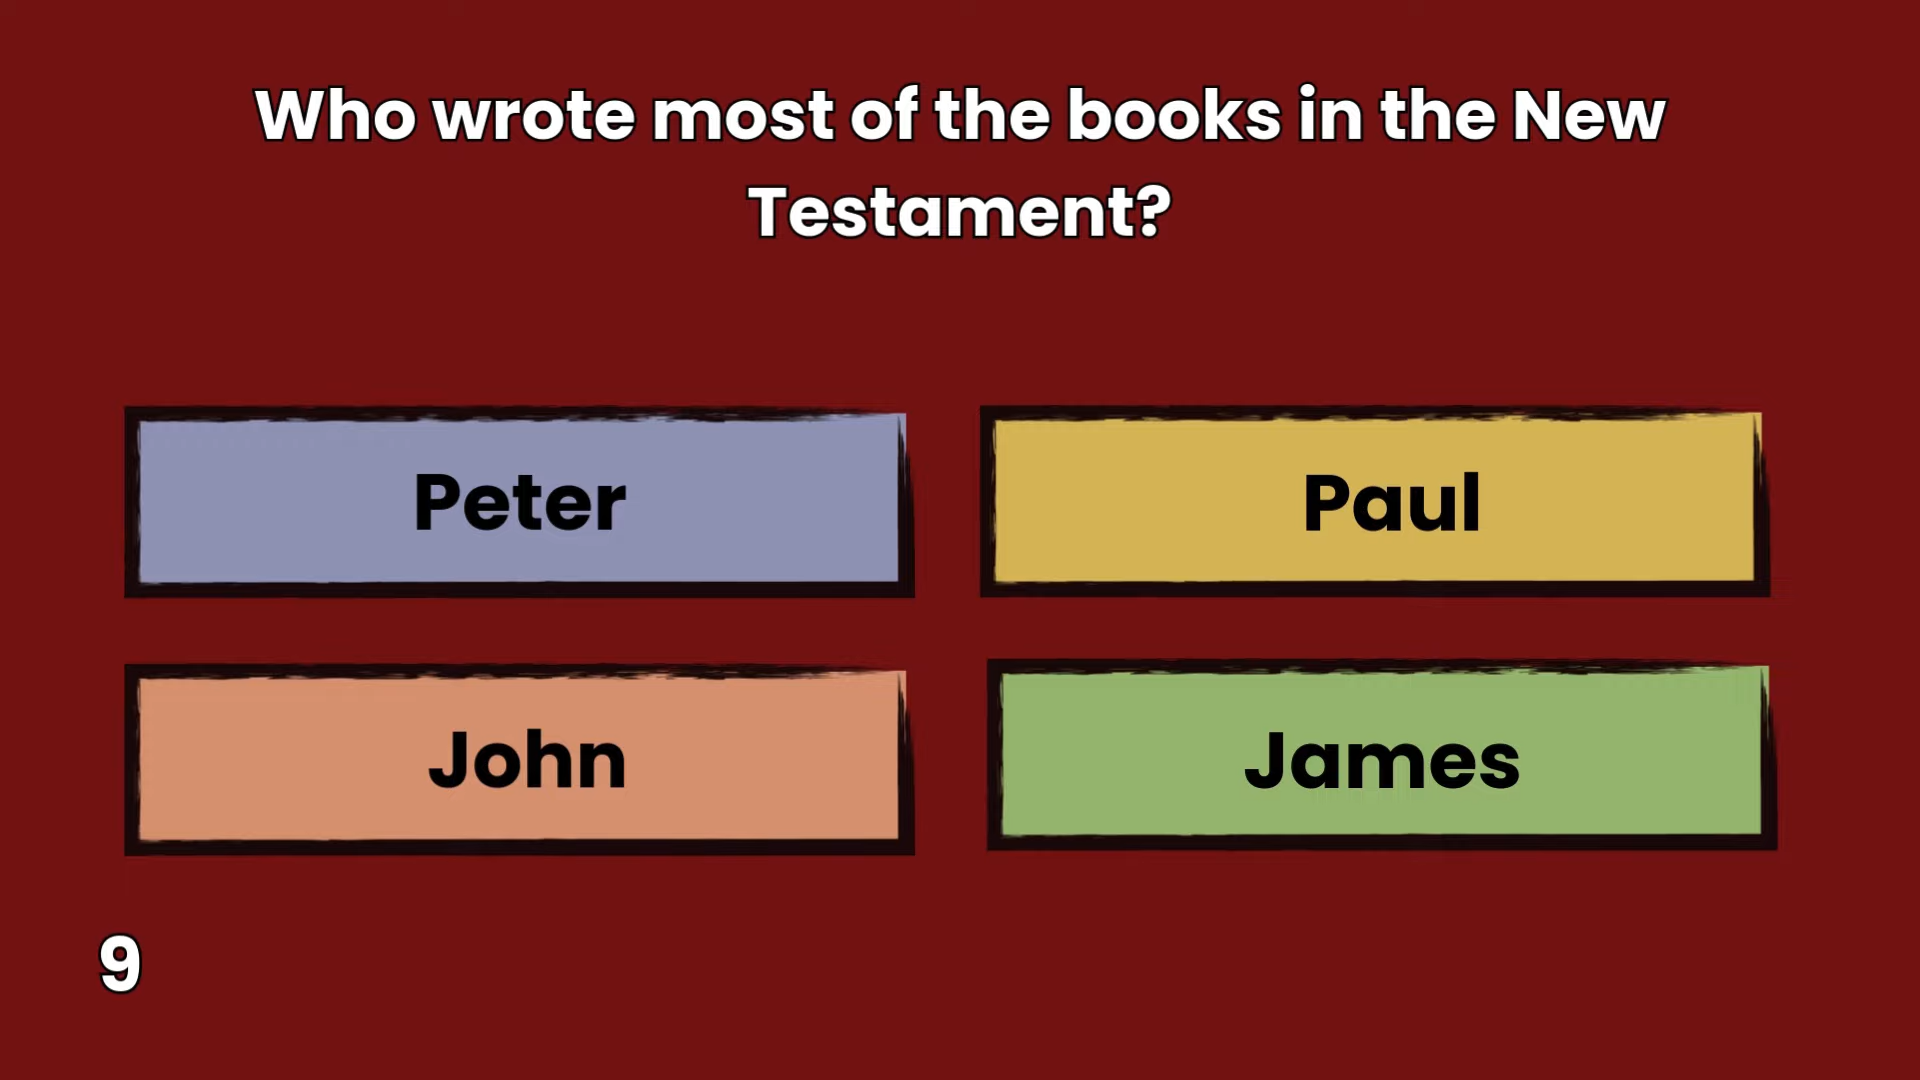 Who wrote most of the books in the New
Testament?
Peter
Paul
John
James
9